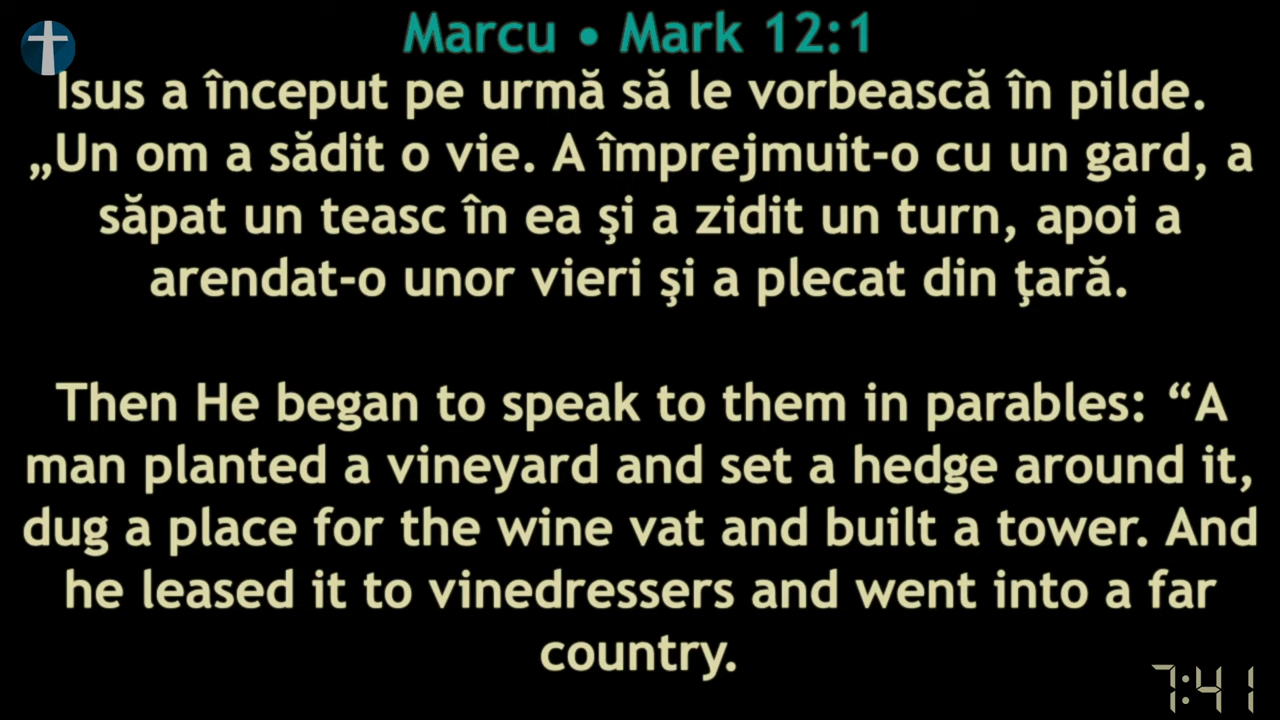 Marcu • Mark 12:1
Isus a început pe urmă să le vorbească în pilde.
„Un om a sădit o vie. A împrejmuit-o cu un gard, a
săpat un teasc în ea şi a zidit un turn, apoi a
arendat-o unor vieri şi a plecat din ţară.
Then He began to speak to them in parables: “A
man planted a vineyard and set a hedge around it,
dug a place for the wine vat and built a tower. And
he leased it to vinedressers and went into a far
country.
7:41